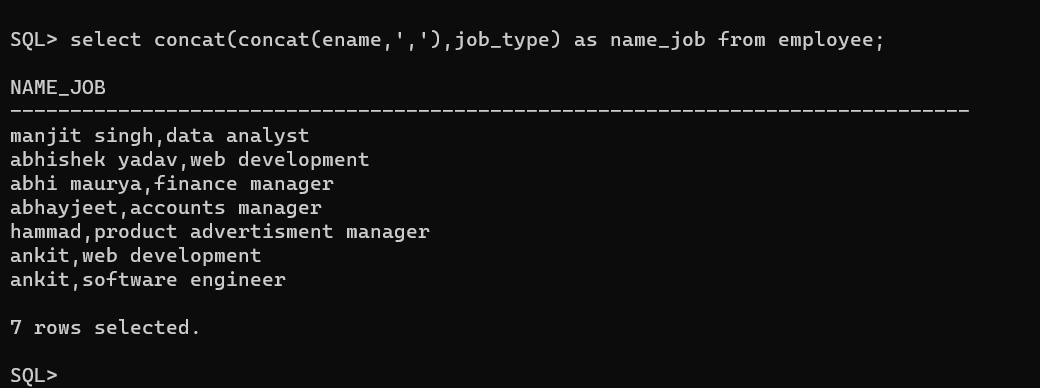 SQL> select concat(concat(ename,','),job_type) as name_job from employee;
NAME_JOB
--------------------------------------------------------------------------------
manjit singh,data analyst
abhishek yadav,web development
abhi maurya,finance manager
abhayjeet,accounts manager
hammad,product advertisment manager
ankit,web development
ankit,software engineer
7 rows selected.
SQL>